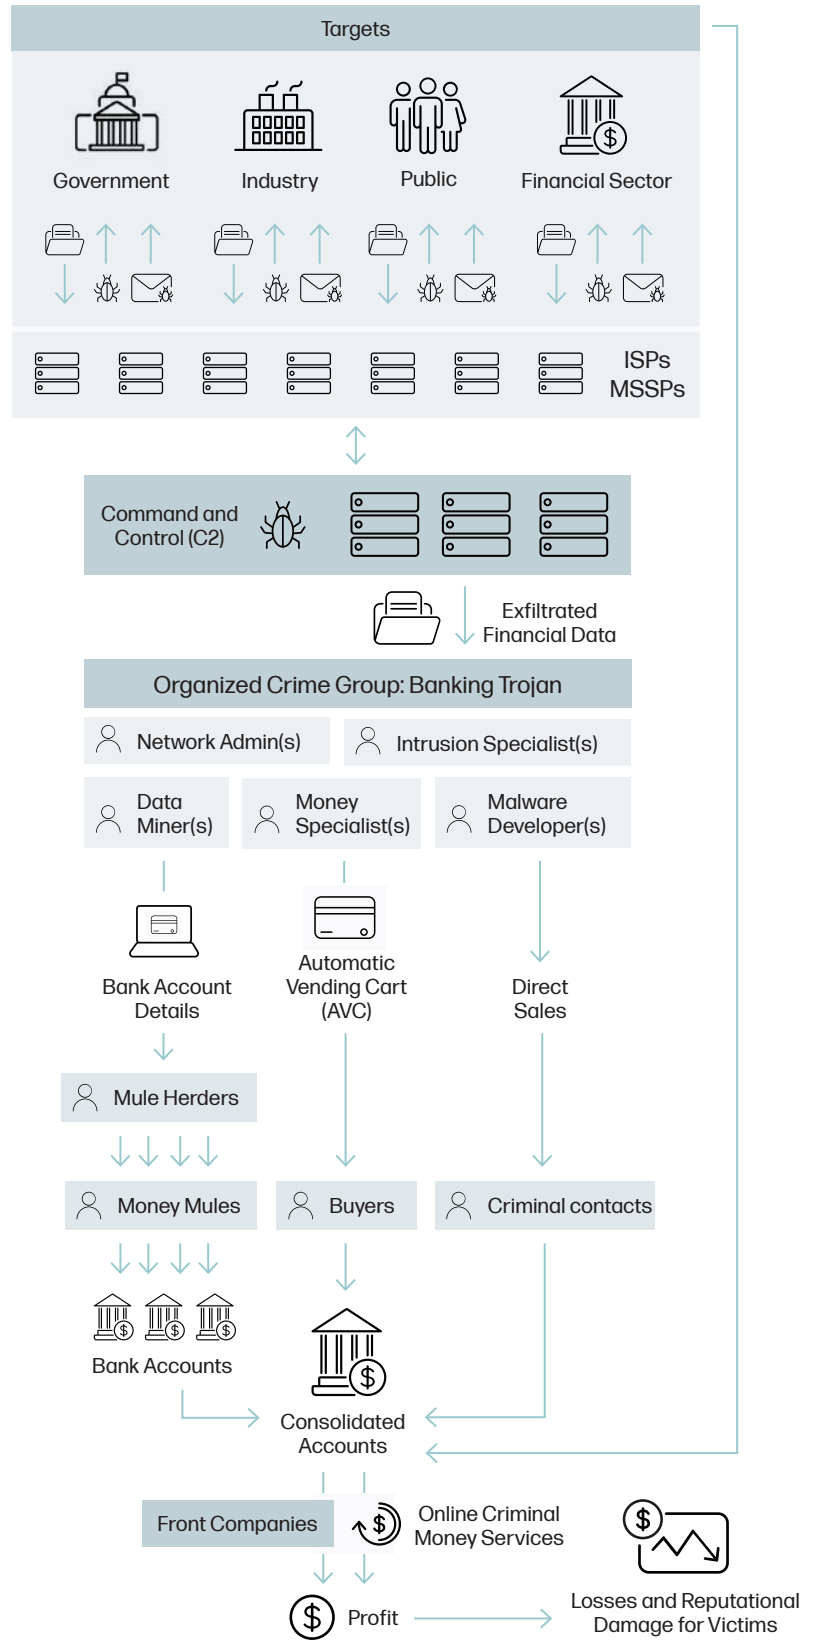 Targets
Government
Industry
Public
Financial Sector
ISPs
MSSPs
Command and
Control (C2)
Exfiltrated
Financial Data
Organized Crime Group: Banking Trojan
Network Admin(s)
Intrusion Specialist(s)
Data
Miner(s)
Money
Specialist(s)
Malware
Developer(s)
Bank Account
Details
Automatic
Vending Cart
(AVC)
Direct
Sales
Mule Herders
Money Mules
Buyers
Criminal contacts
Bank Accounts
Consolidated
Accounts
Front Companies
Online Criminal
Money Services
Profit
Losses and Reputational
Damage for Victims